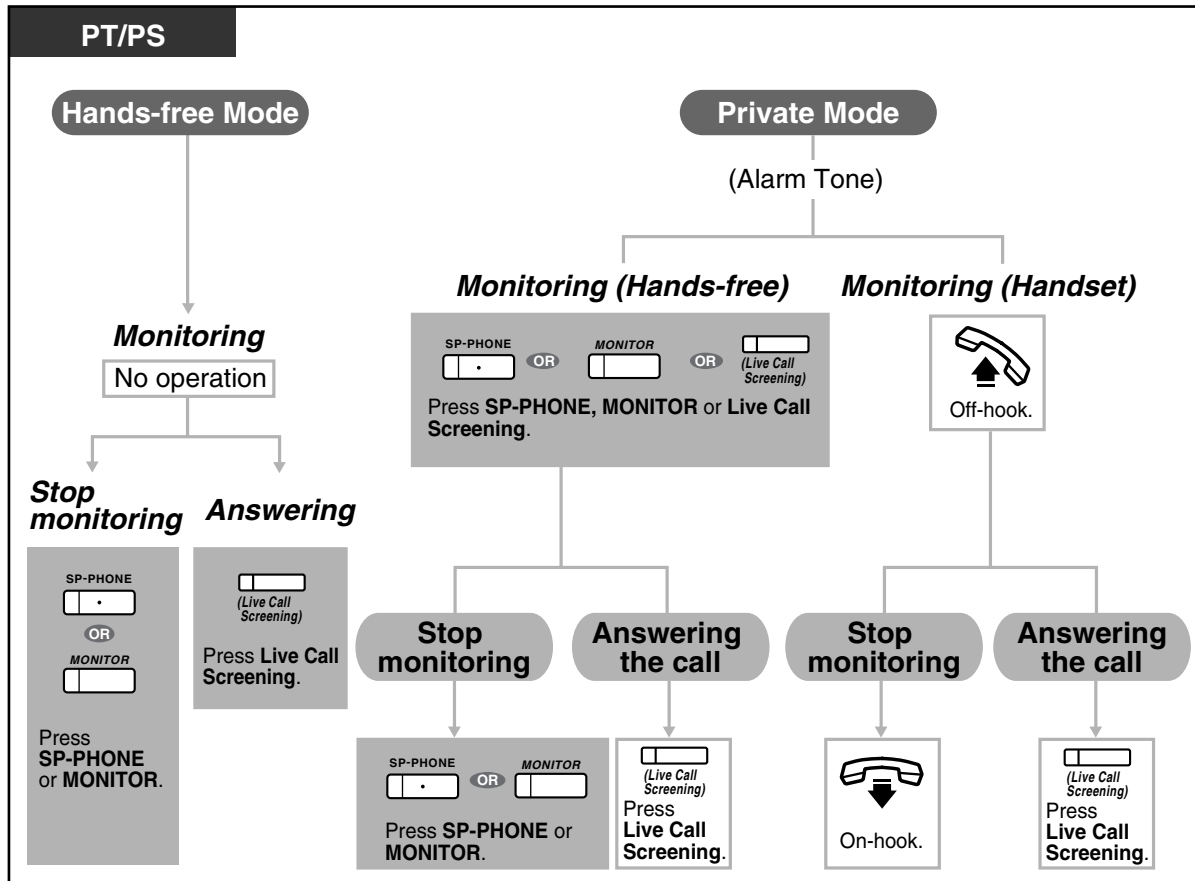 PT/PS
Hands-free Mode
Private Mode
(Alarm Tone)
Monitoring
No operation
Stop
monitoring
SP-PHONE
OR
MONITOR
Press
SP-PHONE
or MONITOR.
Answering
(Live Call
Screening)
Press Live Call
Screening.
Monitoring (Hands-free)
SP-PHONE OR MONITOR OR (Live Call
Screening)
Press SP-PHONE, MONITOR or Live Call
Screening.
Stop
monitoring
SP-PHONE OR MONITOR
Press SP-PHONE or
MONITOR.
Answering
the call
(Live Call
Screening)
Press
Live Call
Screening.
Monitoring (Handset)
Off-hook.
Stop
monitoring
On-hook.
Answering
the call
(Live Call
Screening)
Press
Live Call
Screening.